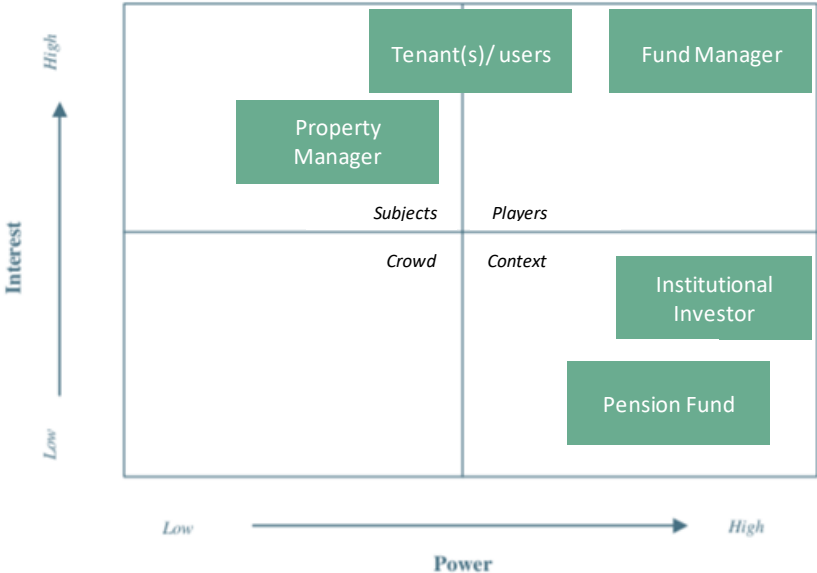 High
Tenant(s)/ users
Fund Manager
Property
Manager
Subjects
Players
Interest
Crowd
Context
Institutional
Investor
Pension Fund
Low
Low
High
Power